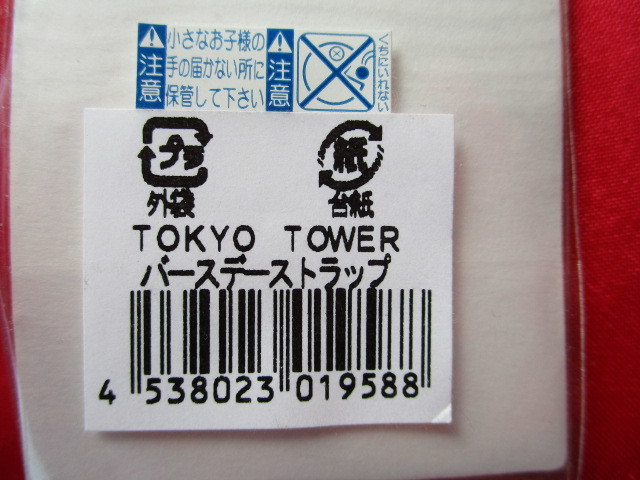 注意
小さなお子様の
手の届かない所に
保管して下さい
注意
くちにいれない
プラ
外袋
紙
台紙
TOKYO TOWER
バースデーストラップ
4 538023 019588